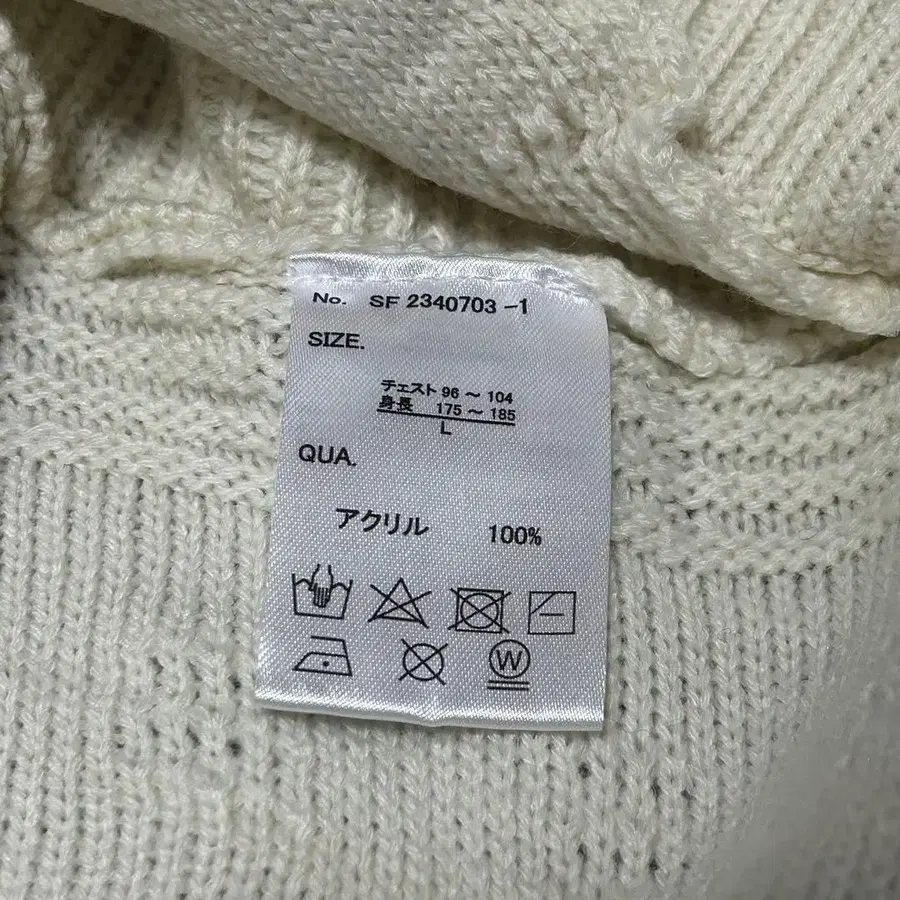 No. SF 2340703-1
SIZE.
チェスト 96 ～ 104
身長 175 ～ 185
L
QUA.
アクリル 100%
W